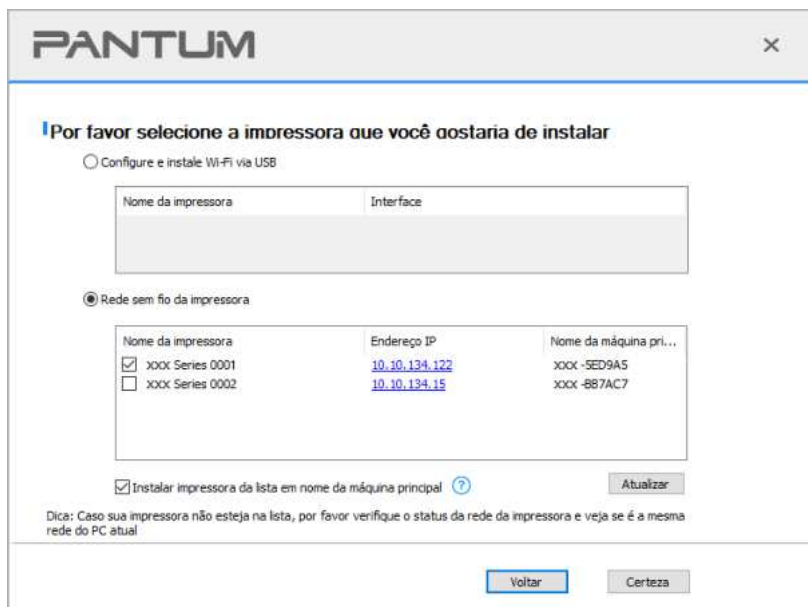 PANTUM
Por favor selecione a impressora que você gostaria de instalar
Configure e instale Wi-Fi via USB
Nome da impressora Interface
Rede sem fio da impressora
Nome da impressora Endereço IP Nome da máquina pri...
xxx Series 0001 10.10.134.122 xxx -5ED9A5
xxx Series 0002 10.10.134.15 xxx -BB7AC7
Instalar impressora da lista em nome da máquina principal ?
Atualizar
Dica: Caso sua impressora não esteja na lista, por favor verifique o status da rede da impressora e veja se é a mesma
rede do PC atual
Voltar Certeza